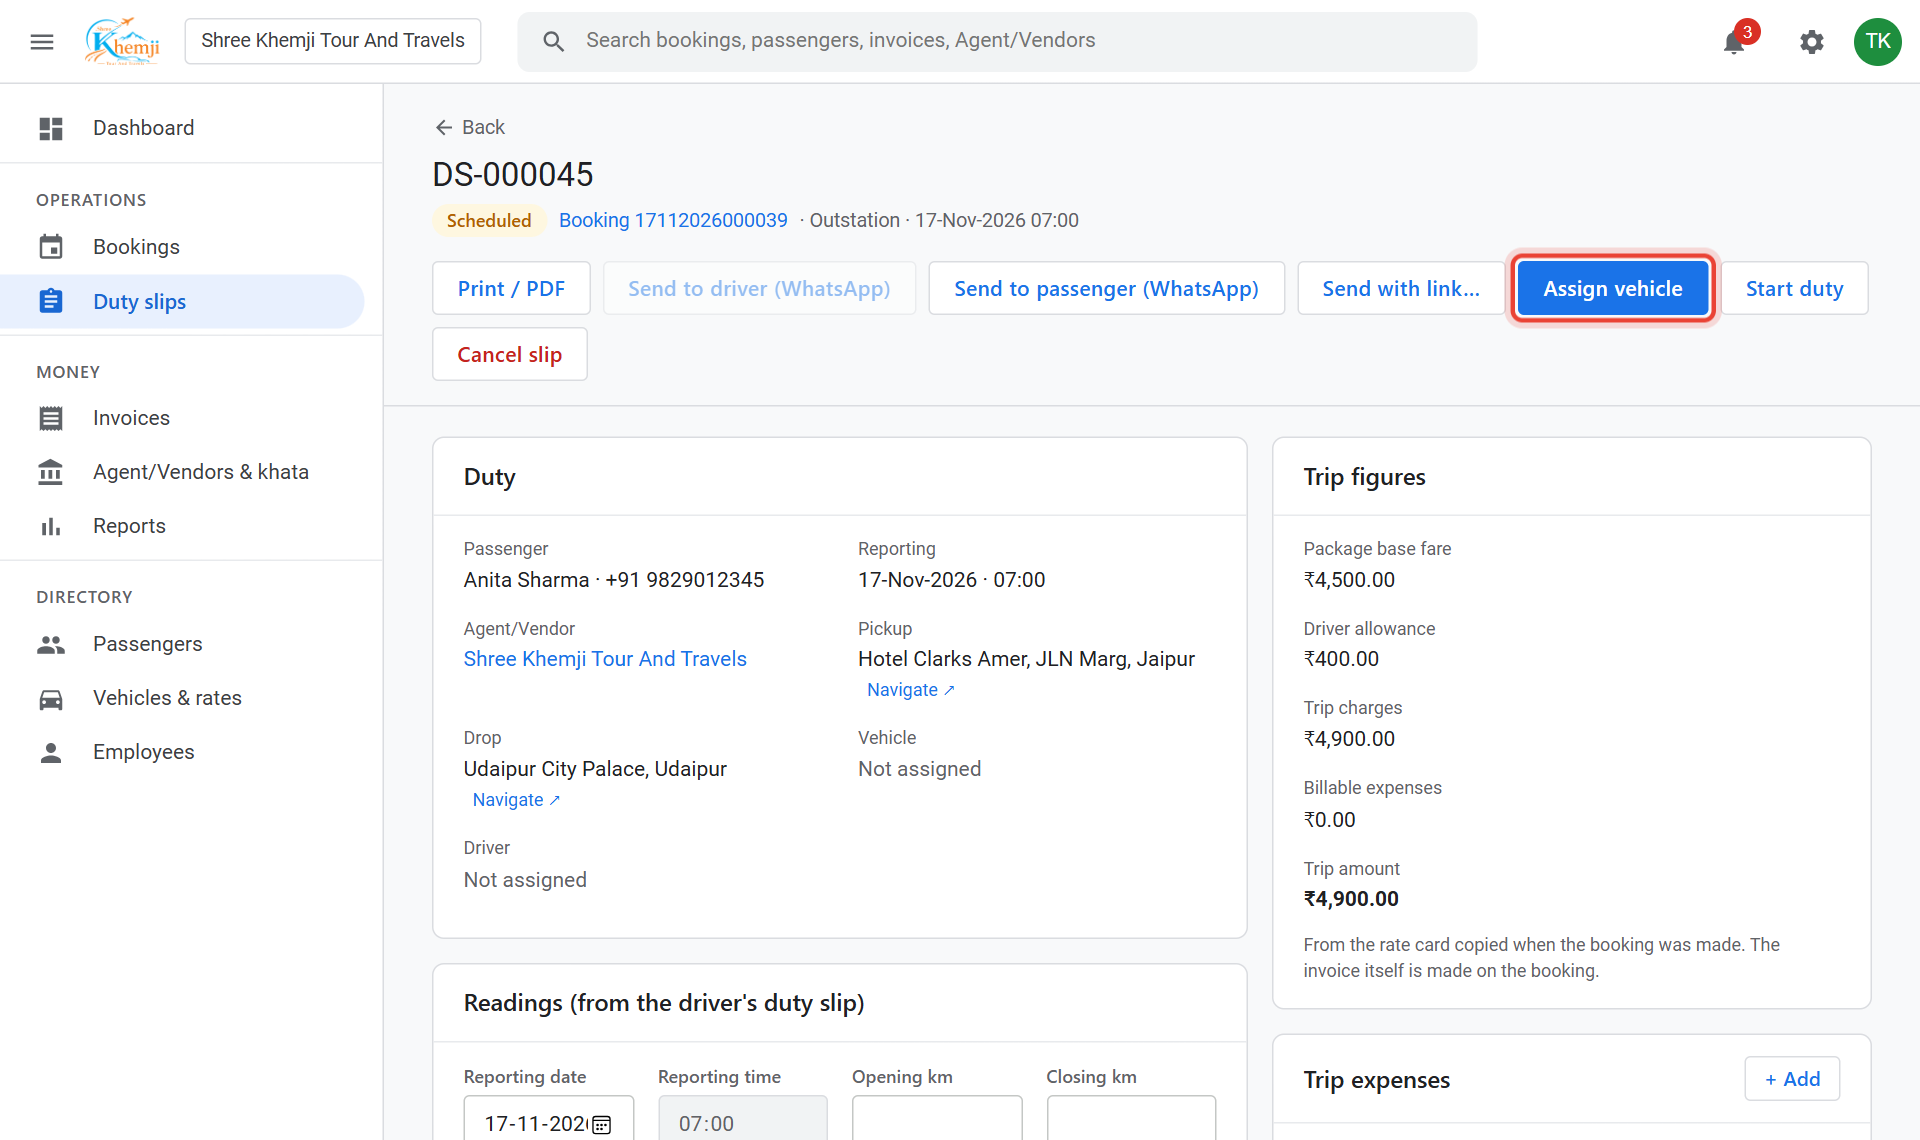 Khemji
Shree Khemji Tour And Travels
Search bookings, passengers, invoices, Agent/Vendors
3
TK
Dashboard
OPERATIONS
Bookings
Duty slips
MONEY
Invoices
Agent/Vendors & khata
Reports
DIRECTORY
Passengers
Vehicles & rates
Employees
← Back
DS-000045
Scheduled Booking 17112026000039 · Outstation · 17-Nov-2026 07:00
Print / PDF Send to driver (WhatsApp) Send to passenger (WhatsApp) Send with link... Assign vehicle Start duty
Cancel slip
Duty
Passenger
Anita Sharma · +91 9829012345
Reporting
17-Nov-2026 · 07:00
Agent/Vendor
Shree Khemji Tour And Travels
Pickup
Hotel Clarks Amer, JLN Marg, Jaipur
Navigate ↗
Drop
Udaipur City Palace, Udaipur
Navigate ↗
Vehicle
Not assigned
Driver
Not assigned
Readings (from the driver's duty slip)
Reporting date
17-11-202
Reporting time
07:00
Opening km
Closing km
Trip figures
Package base fare
₹4,500.00
Driver allowance
₹400.00
Trip charges
₹4,900.00
Billable expenses
₹0.00
Trip amount
₹4,900.00
From the rate card copied when the booking was made. The
invoice itself is made on the booking.
Trip expenses
+ Add